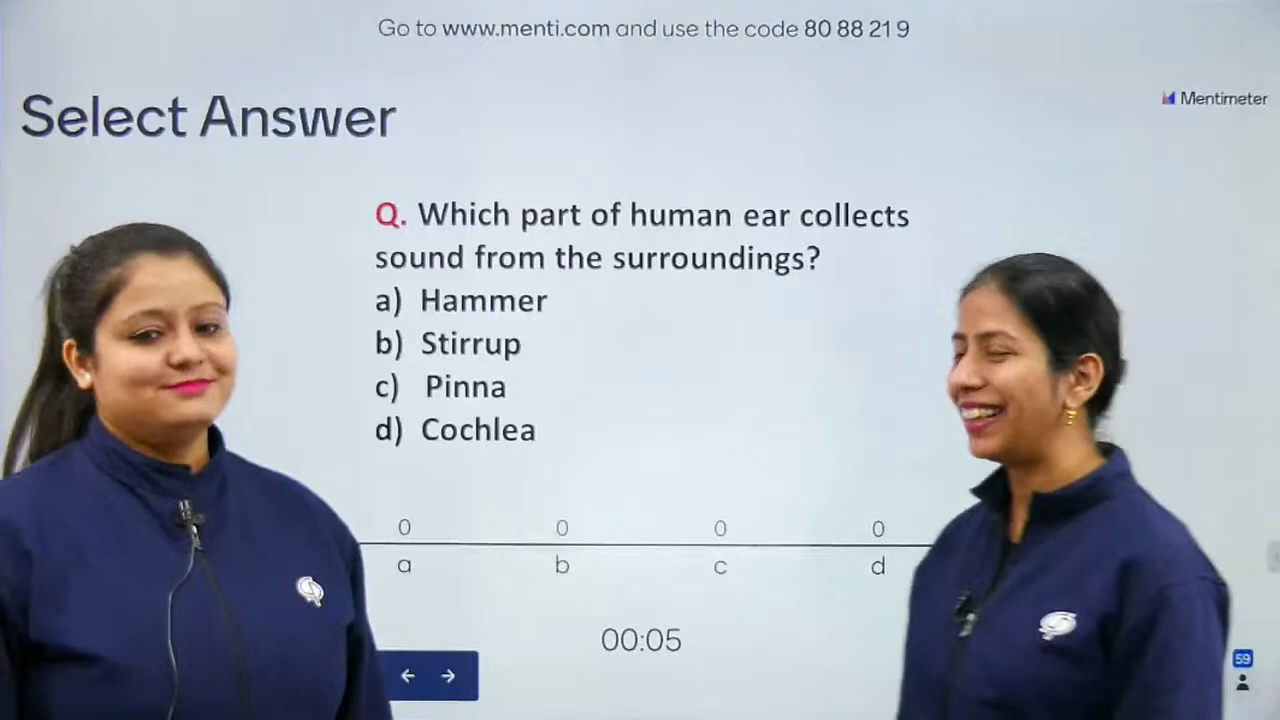 Go to www.menti.com and use the code 80 88 21 9
Mentimeter
Select Answer
Q. Which part of human ear collects
sound from the surroundings?
a) Hammer
b) Stirrup
c) Pinna
d) Cochlea
0 0 0 0
a b c d
00:05
59